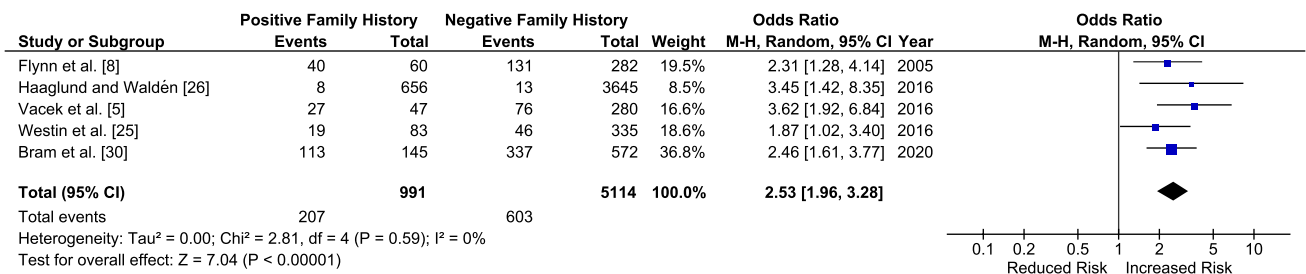 Positive Family History Negative Family History Odds Ratio Odds Ratio
Study or Subgroup Events Total Events Total Weight M-H, Random, 95% CI Year M-H, Random, 95% CI
Flynn et al. [8] 40 60 131 282 19.5% 2.31 [1.28, 4.14] 2005
Haaglund and Waldén [26] 8 656 13 3645 8.5% 3.45 [1.42, 8.35] 2016
Vacek et al. [5] 27 47 76 280 16.6% 3.62 [1.92, 6.84] 2016
Westin et al. [25] 19 83 46 335 18.6% 1.87 [1.02, 3.40] 2016
Bram et al. [30] 113 145 337 572 36.8% 2.46 [1.61, 3.77] 2020
Total (95% CI) 991 5114 100.0% 2.53 [1.96, 3.28]
Total events 207 603
Heterogeneity: Tau² = 0.00; Chi² = 2.81, df = 4 (P = 0.59); I² = 0%
Test for overall effect: Z = 7.04 (P < 0.00001)
0.1 0.2 0.5 1 2 5 10
Reduced Risk Increased Risk